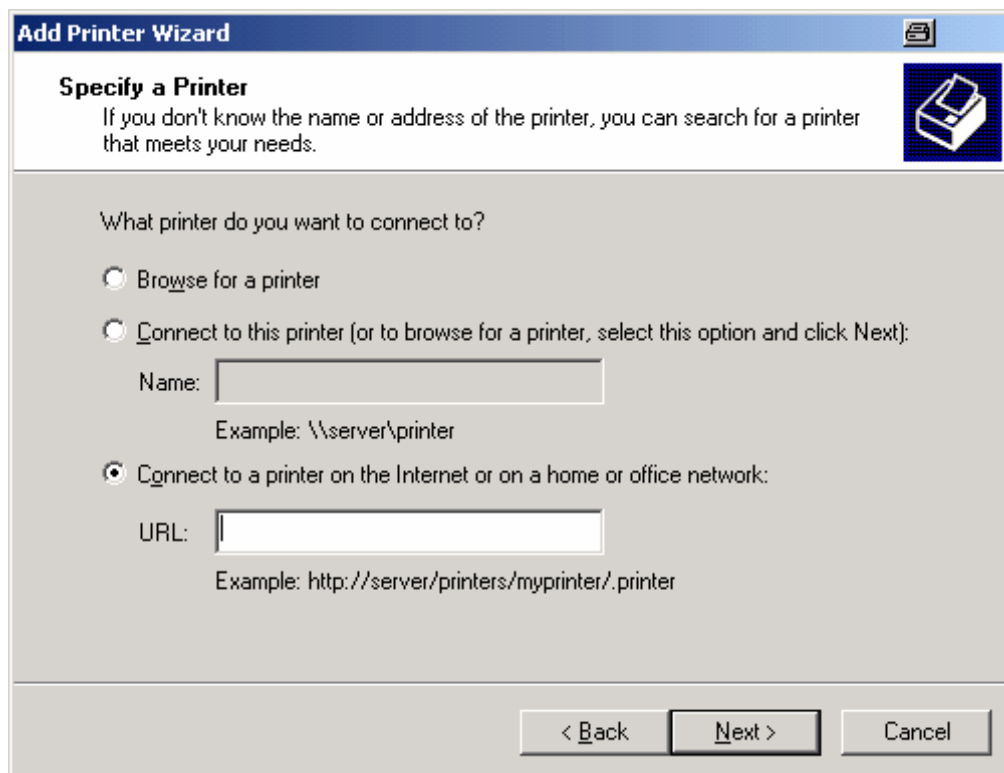 Add Printer Wizard
Specify a Printer
If you don't know the name or address of the printer, you can search for a printer
that meets your needs.
What printer do you want to connect to?
Browse for a printer
Connect to this printer (or to browse for a printer, select this option and click Next):
Name:
Example: \\server\printer
Connect to a printer on the Internet or on a home or office network:
URL:
Example: http://server/printers/myprinter/.printer
< Back Next > Cancel